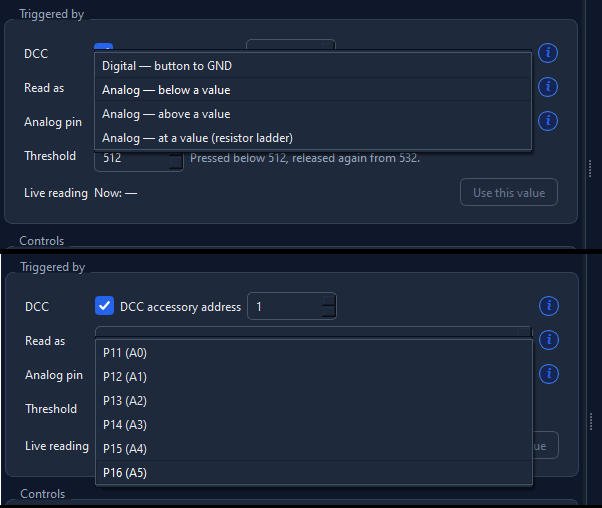 Triggered by
DCC
Digital — button to GND
Read as
Analog — below a value
Analog pin
Analog — above a value
Analog — at a value (resistor ladder)
Threshold 512 Pressed below 512, released again from 532.
Live reading Now: — Use this value
Controls
Triggered by
DCC DCC accessory address 1
Read as
P11 (A0)
Analog pin P12 (A1)
P13 (A2)
Threshold
P14 (A3)
Live reading P15 (A4) ue
P16 (A5)
Controls